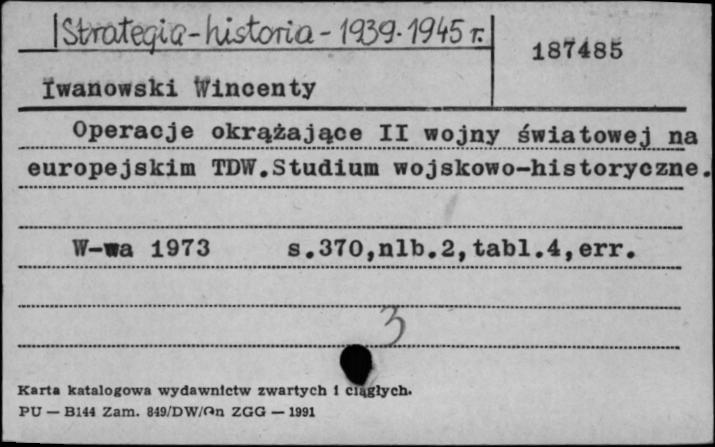 Strategia-historia-1939-1945 r.
187485
Iwanowski Wincenty
Operacje okrążające II wojny światowej na
europejskim TDW.Studium wojskowo-historyczne.
W-wa 1973 s.370,nlb.2,tabl.4,err.
3
Karta katalogowa wydawnictw zwartych i ciągłych.
PU — B144 Zam. 849/DW/On ZGG — 1991